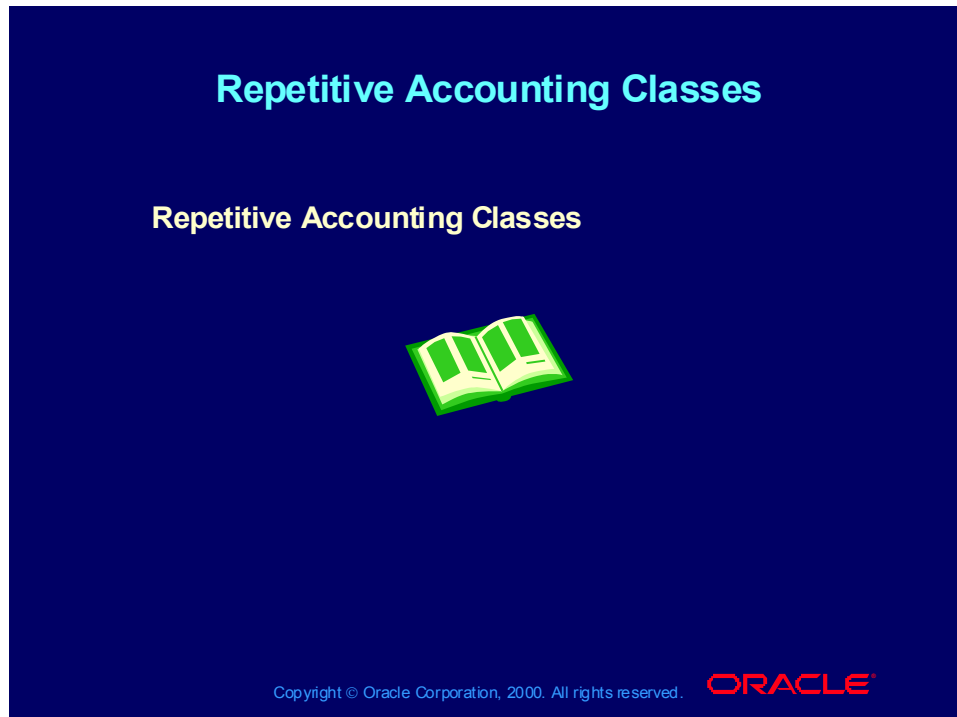 Repetitive Accounting Classes
Repetitive Accounting Classes
Copyright © Oracle Corporation, 2000. All rights reserved.
ORACLE®